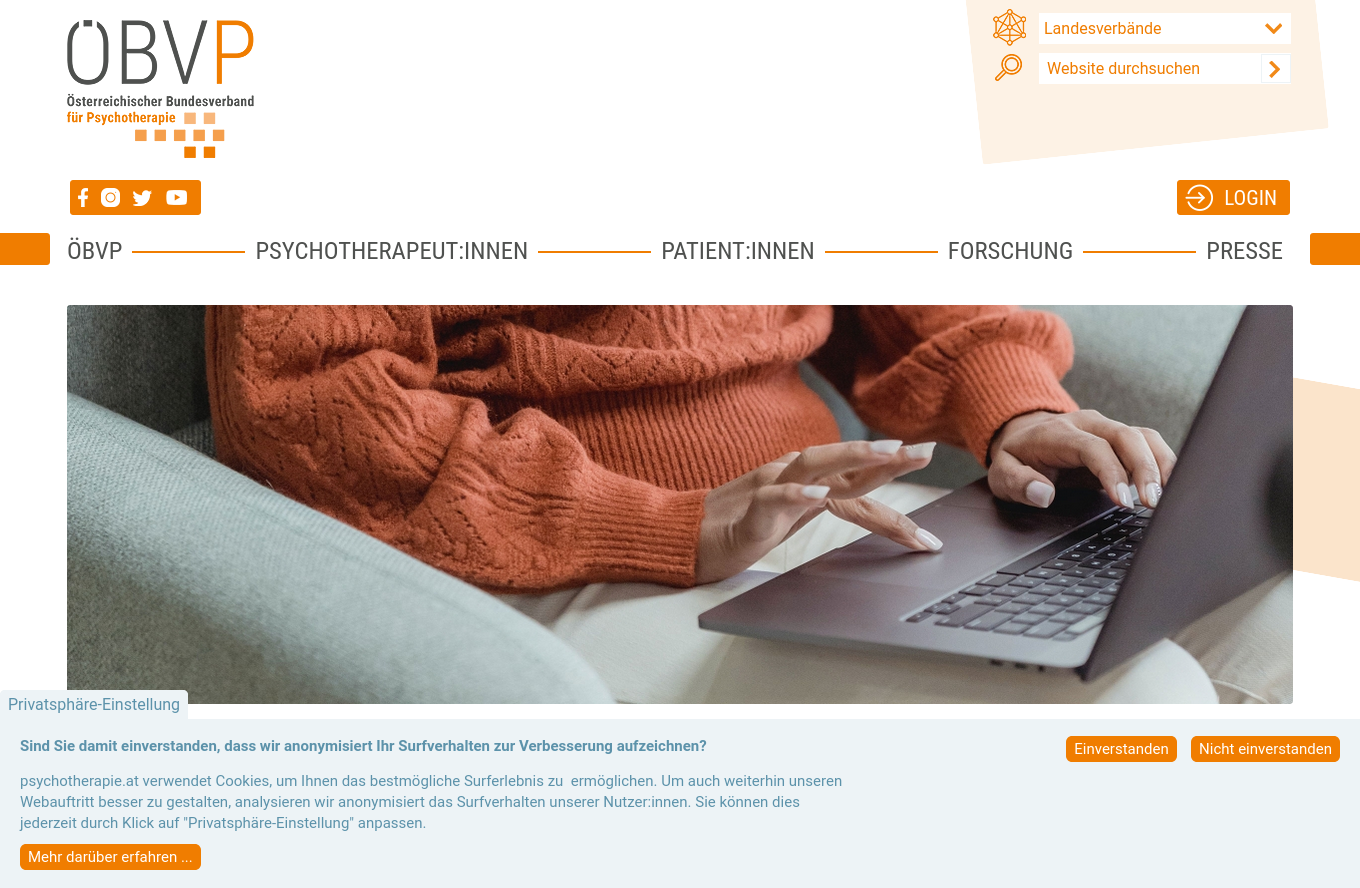 ÖBVP
Österreichischer Bundesverband
für Psychotherapie
Landesverbände
Website durchsuchen
LOGIN
ÖBVP
PSYCHOTHERAPEUT:INNEN
PATIENT:INNEN
FORSCHUNG
PRESSE
Privatsphäre-Einstellung
Sind Sie damit einverstanden, dass wir anonymisiert Ihr Surfverhalten zur Verbesserung aufzeichnen?
Einverstanden
Nicht einverstanden
psychotherapie.at verwendet Cookies, um Ihnen das bestmögliche Surferlebnis zu  ermöglichen. Um auch weiterhin unseren
Webauftritt besser zu gestalten, analysieren wir anonymisiert das Surfverhalten unserer Nutzer:innen. Sie können dies
jederzeit durch Klick auf "Privatsphäre-Einstellung" anpassen.
Mehr darüber erfahren ...